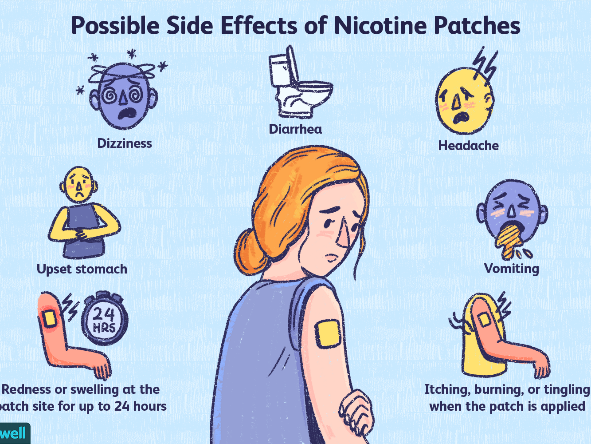 Possible Side Effects of Nicotine Patches
Dizziness
Diarrhea
Headache
Upset stomach
Vomiting
24
HRS
Redness or swelling at the
patch site for up to 24 hours
Itching, burning, or tingling
when the patch is applied
well